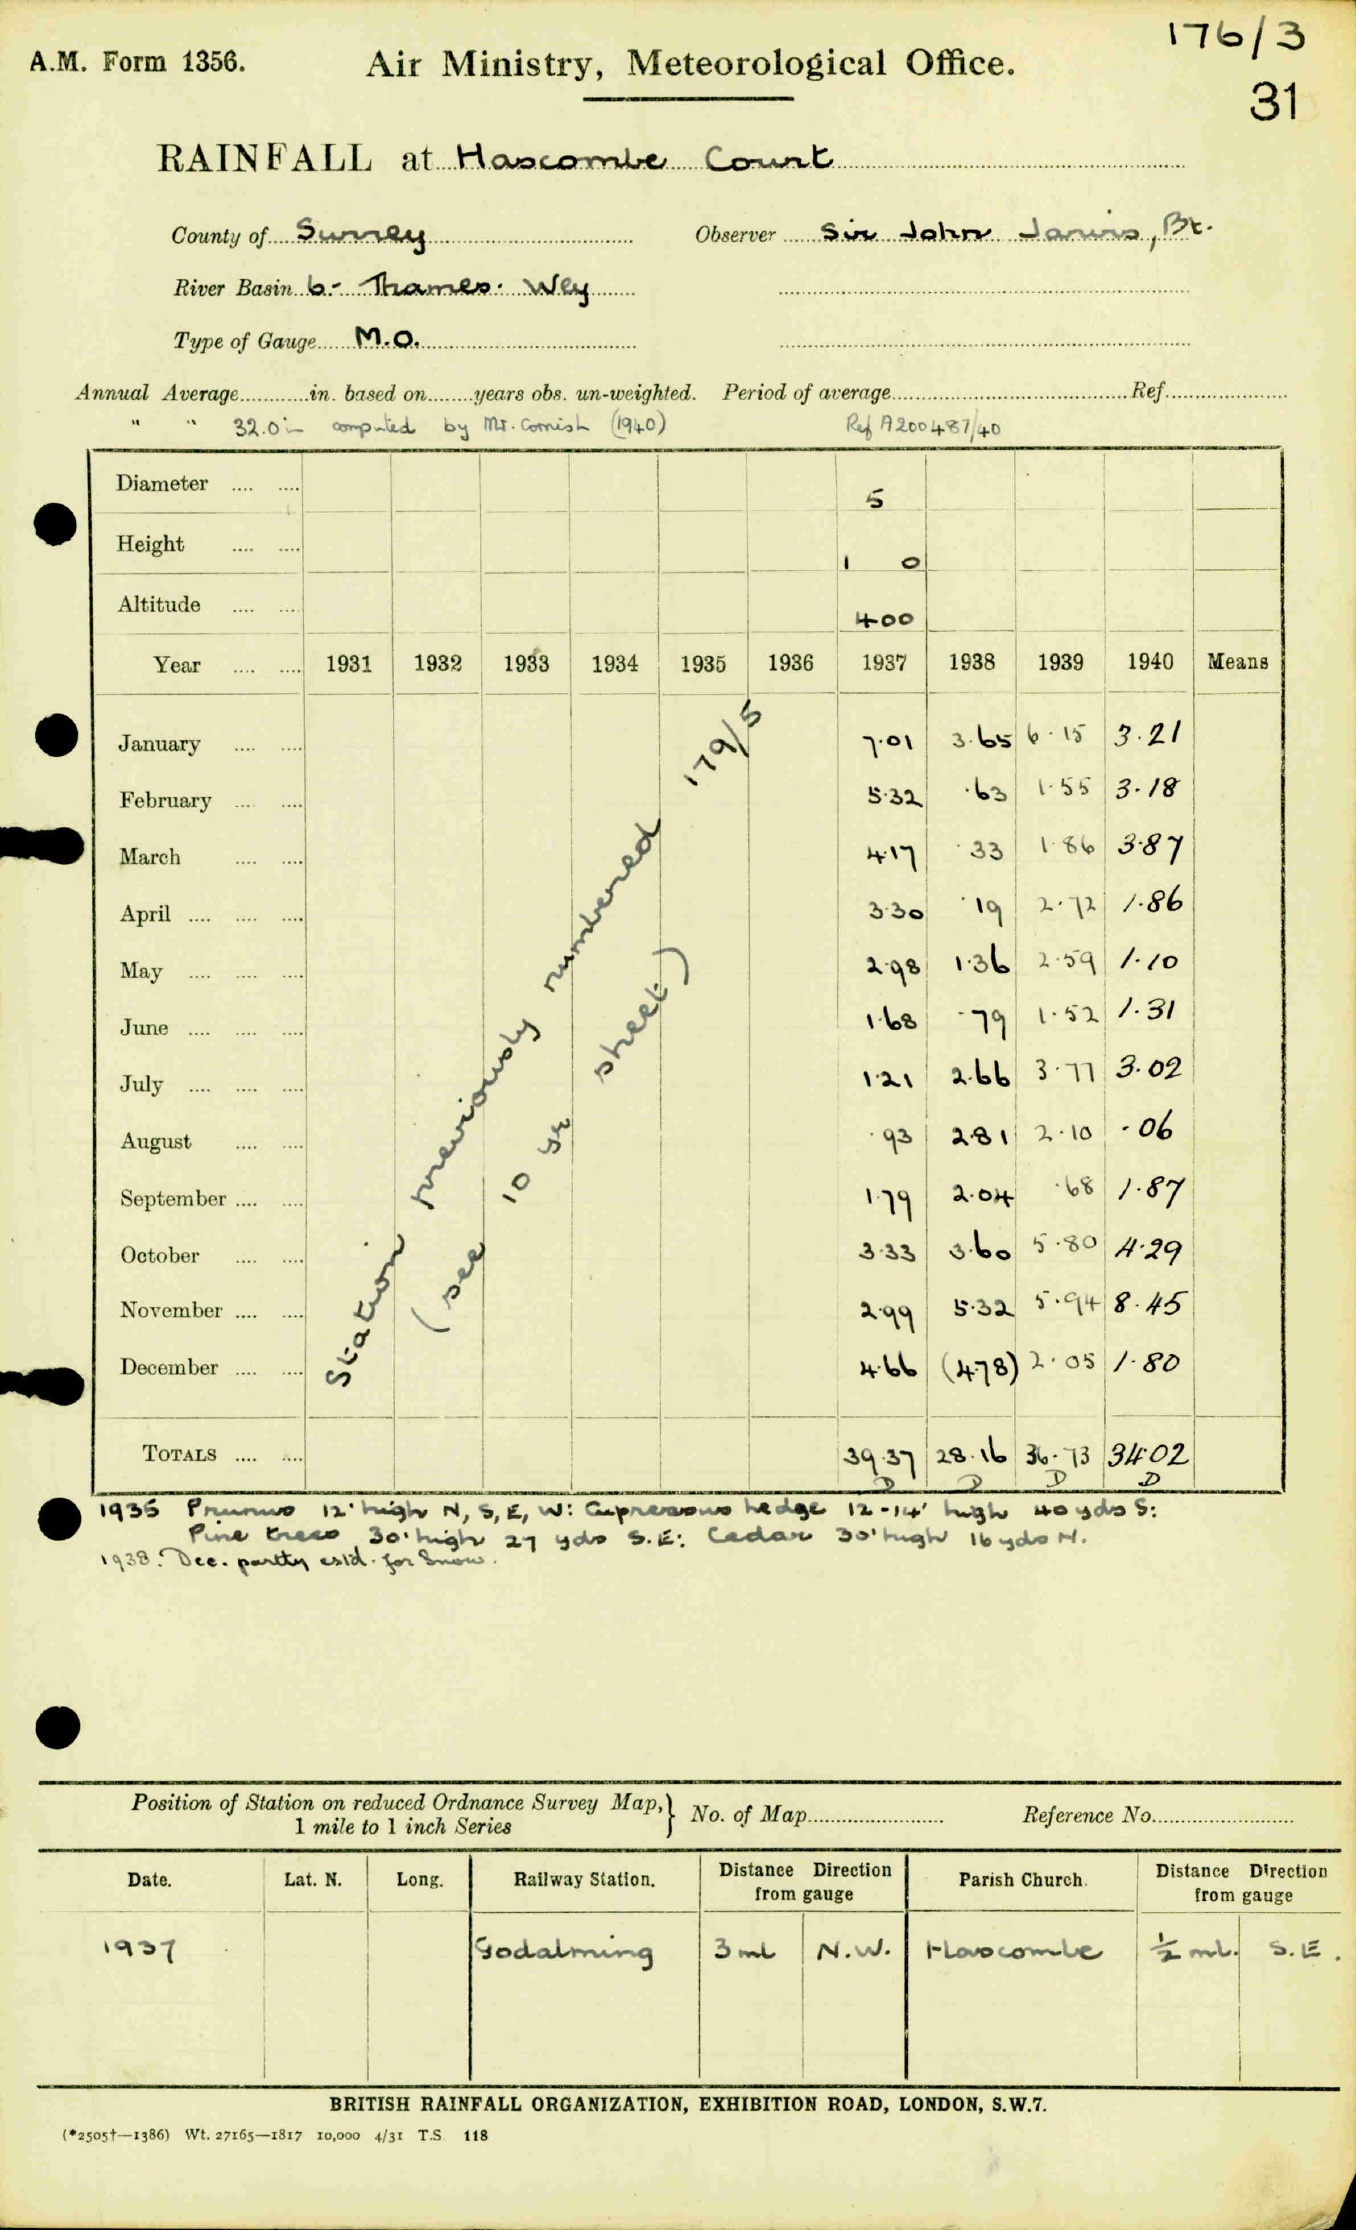 176/3
A.M. Form 1356. Air Ministry, Meteorological Office.
31
RAINFALL at Hascombe Court
County of Surrey Observer Sir John Jarvis, Bt.
River Basin 6:- Thames. Wey
Type of Gauge M.O.
Annual Average............in. based on........years obs. un-weighted. Period of average............Ref............
" " 32.0 in computed by Mr. Cornish (1940) Ref A200487/40
Diameter .... .... 5
Height .... .... 1 0
Altitude .... .... 400
Year .... .... 1931 1932 1933 1934 1935 1936 1937 1938 1939 1940 Means
Station previously numbered 179/5
(see 10 yr sheet)
January .... .... 7.01 3.65 6.15 3.21
February .... .... 5.32 .63 1.55 3.18
March .... .... 4.17 .33 1.86 3.87
April .... .... .... 3.30 .19 2.72 1.86
May .... .... .... 2.98 1.36 2.59 1.10
June .... .... .... 1.68 .79 1.52 1.31
July .... .... .... 1.21 2.66 3.77 3.02
August .... .... .93 2.81 2.10 .06
September .... .... 1.79 2.04 .68 1.87
October .... .... 3.33 3.60 5.80 4.29
November .... .... 2.99 5.32 5.94 8.45
December .... .... 4.66 (4.78) 2.05 1.80
TOTALS .... .... 39.37 28.16 36.73 34.02
D D D D
1935 Prunus 12' high N, S, E, W: Cupressous hedge 12-14' high 40 yds S:
Pine trees 30' high 27 yds S.E: Cedar 30' high 16 yds N.
1938. Dec. partly estd. for Snow.
Position of Station on reduced Ordnance Survey Map, } No. of Map............ Reference No............
1 mile to 1 inch Series
Date. Lat. N. Long. Railway Station. Distance Direction from gauge Parish Church. Distance Direction from gauge
1937 Godalming 3 ml N.W. Hascombe ½ ml. S.E.
BRITISH RAINFALL ORGANIZATION, EXHIBITION ROAD, LONDON, S.W.7.
(*2505†—1386) Wt. 27165—1817 10,000 4/31 T.S. 118